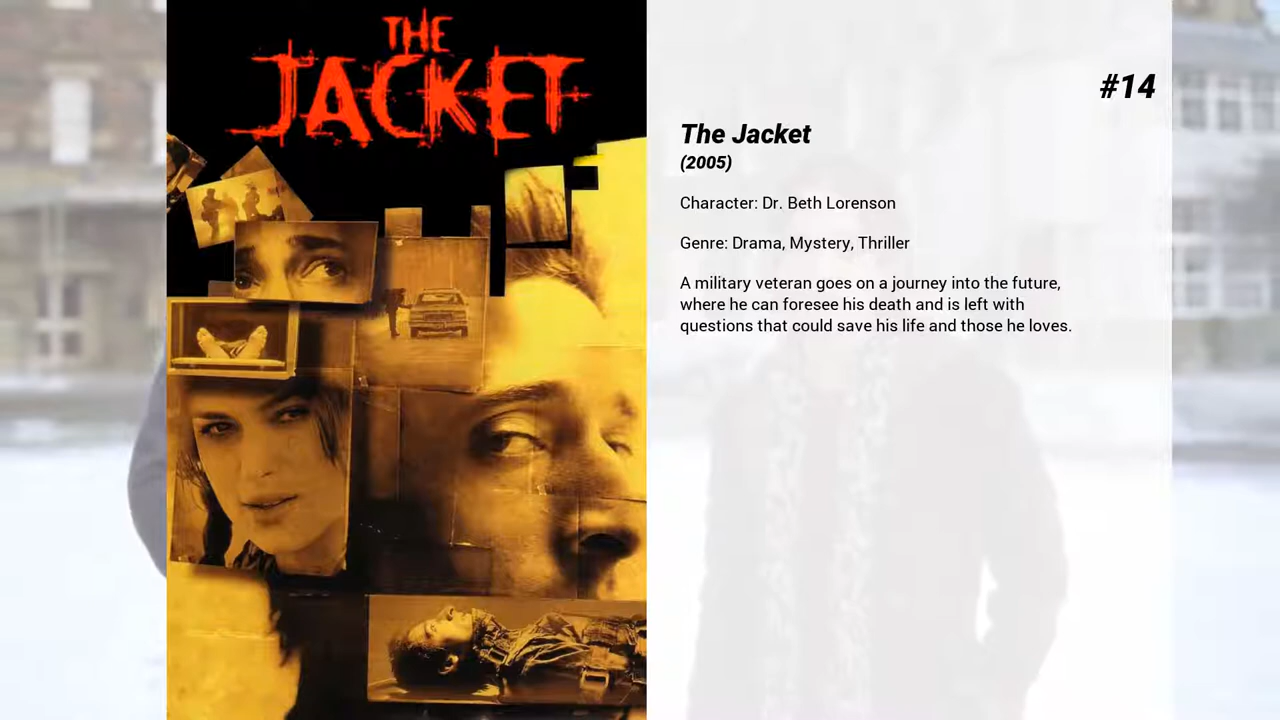 THE
JACKET
#14
The Jacket
(2005)
Character: Dr. Beth Lorenson
Genre: Drama, Mystery, Thriller
A military veteran goes on a journey into the future,
where he can foresee his death and is left with
questions that could save his life and those he loves.